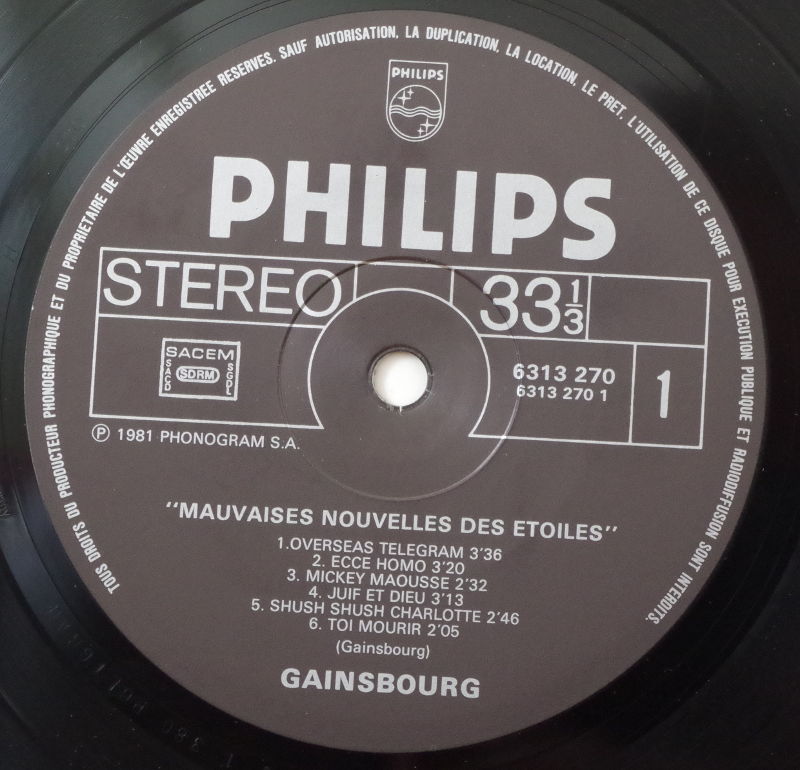 TOUS DROITS DU PRODUCTEUR PHONOGRAPHIQUE ET DU PROPRIETAIRE DE L'ŒUVRE ENREGISTREE RESERVES. SAUF AUTORISATION, LA DUPLICATION, LA LOCATION, LE PRET, L'UTILISATION DE CE DISQUE POUR EXECUTION PUBLIQUE ET RADIODIFFUSION SONT INTERDITS.
PHILIPS
PHILIPS
STEREO
33 1/3
SACEM
SACD
SDRM
SGDL
6313 270
6313 270 1
1
Ⓟ 1981 PHONOGRAM S.A.
"MAUVAISES NOUVELLES DES ETOILES"
1.OVERSEAS TELEGRAM 3'36
2. ECCE HOMO 3'20
3. MICKEY MAOUSSE 2'32
4. JUIF ET DIEU 3'13
5. SHUSH SHUSH CHARLOTTE 2'46
6. TOI MOURIR 2'05
(Gainsbourg)
GAINSBOURG